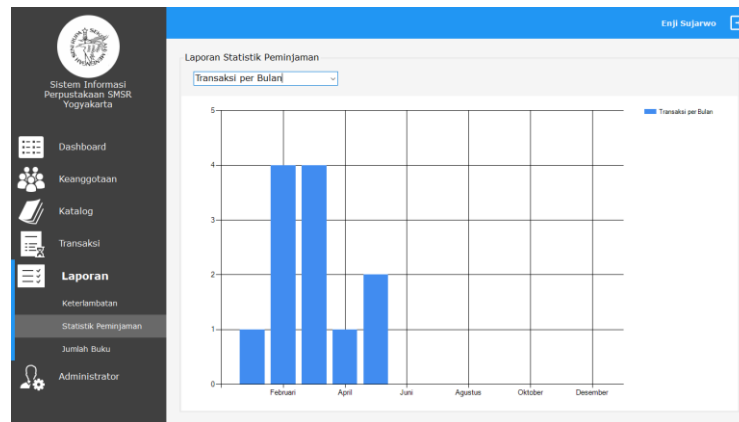 Enji Sujarwo
Sistem Informasi
Perpustakaan SMSR
Yogyakarta
Dashboard
Keanggotaan
Katalog
Transaksi
Laporan
Keterlambatan
Statistik Peminjaman
Jumlah Buku
Administrator
Laporan Statistik Peminjaman
Transaksi per Bulan
Transaksi per Bulan
5
4
3
2
1
0
Februari April Juni Agustus Oktober Desember